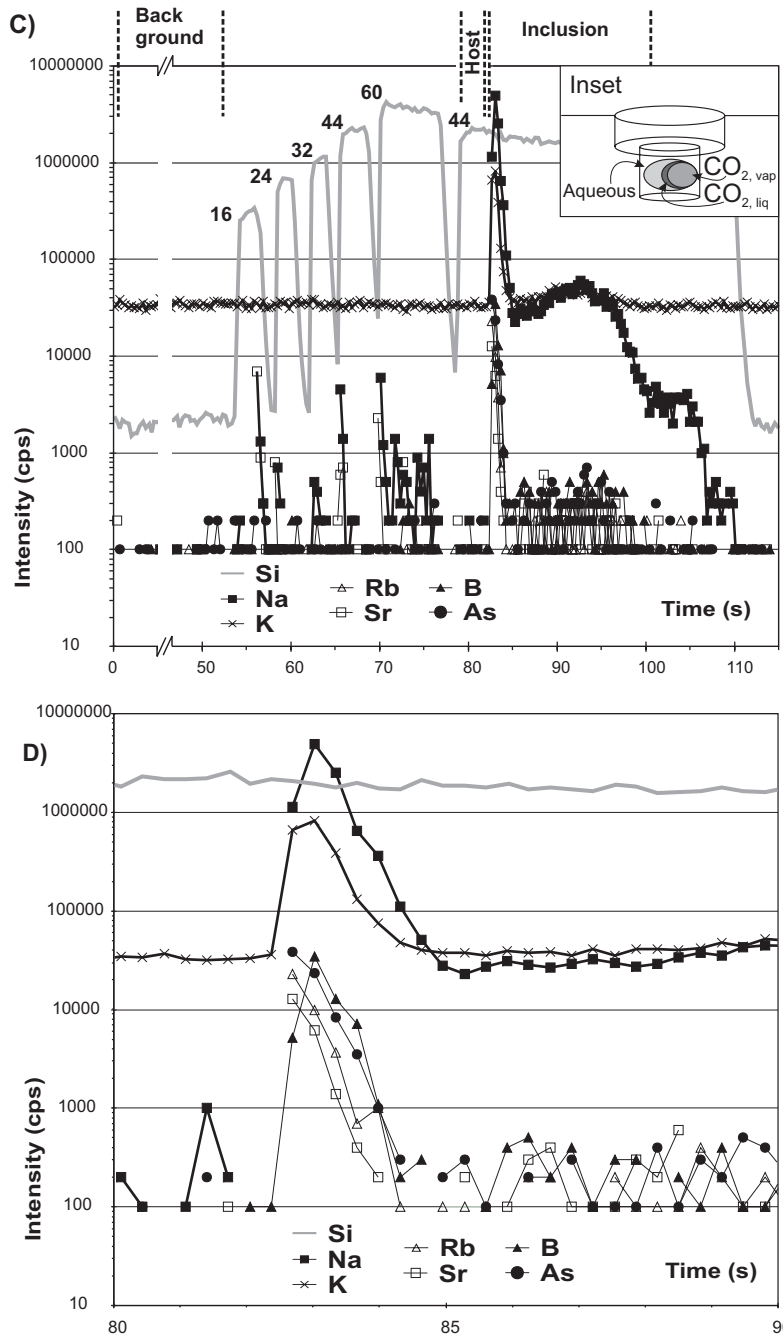 C)
Back
ground
Host
Inclusion
10000000
1000000
100000
10000
1000
100
10
Intensity (cps)
16
24
32
44
60
44
Inset
Aqueous
CO2, vap
CO2, liq
Si
Na
K
Rb
Sr
B
As
Time (s)
0
50
60
70
80
90
100
110
D)
10000000
1000000
100000
10000
1000
100
10
Intensity (cps)
Si
Na
K
Rb
Sr
B
As
Time (s)
80
85
9